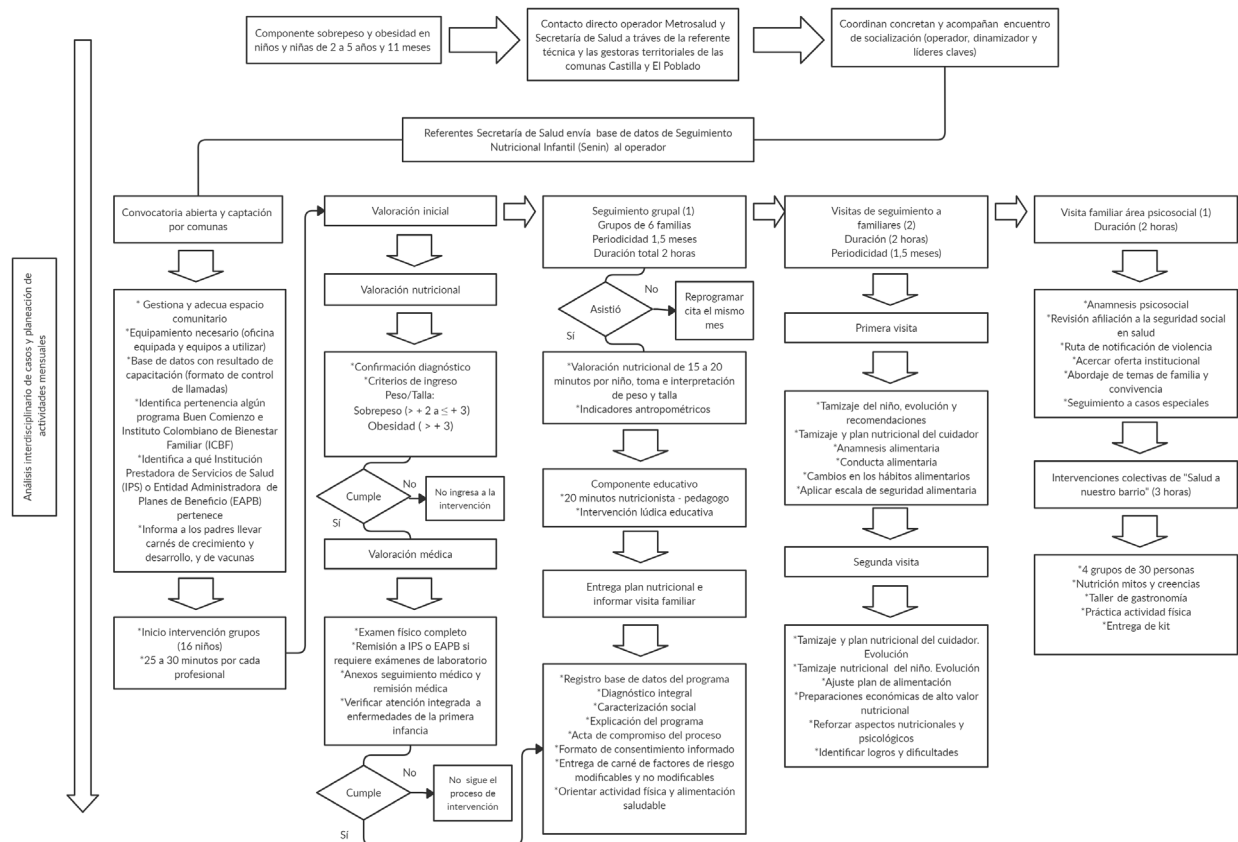 Componente sobrepeso y obesidad en
niños y niñas de 2 a 5 años y 11 meses
Contacto directo operador Metrosalud y
Secretaría de Salud a tráves de la referente
técnica y las gestoras territoriales de las
comunas Castilla y El Poblado
Coordinan concretan y acompañan encuentro
de socialización (operador, dinamizador y
líderes claves)
Referentes Secretaría de Salud envía base de datos de Seguimiento
Nutricional Infantil (Senin) al operador
Análisis interdisciplinario de casos y planeación de
actividades mensuales
Convocatoria abierta y captación
por comunas
* Gestiona y adecua espacio
comunitario
*Equipamiento necesario (oficina
equipada y equipos a utilizar)
*Base de datos con resultado de
capacitación (formato de control
de llamadas)
*Identifica pertenencia algún
programa Buen Comienzo e
Instituto Colombiano de Bienestar
Familiar (ICBF)
*Identifica a qué Institución
Prestadora de Servicios de Salud
(IPS) o Entidad Administradora de
Planes de Beneficio (EAPB)
pertenece
*Informa a los padres llevar
carnés de crecimiento y
desarrollo, y de vacunas
*Inicio intervención grupos
(16 niños)
*25 a 30 minutos por cada
profesional
Valoración inicial
Valoración nutricional
*Confirmación diagnóstico
*Criterios de ingreso
Peso/Talla:
Sobrepeso (> + 2 a ≤ + 3)
Obesidad ( > + 3)
Cumple
No
No ingresa a la
intervención
Sí
Valoración médica
*Examen físico completo
*Remisión a IPS o EAPB si
requiere exámenes de laboratorio
*Anexos seguimiento médico y
remisión médica
*Verificar atención integrada a
enfermedades de la primera
infancia
Cumple
No
No sigue el
proceso de
intervención
Sí
Seguimiento grupal (1)
Grupos de 6 familias
Periodicidad 1,5 meses
Duración total 2 horas
Asistió
No
Reprogramar
cita el mismo
mes
Sí
*Valoración nutricional de 15 a 20
minutos por niño, toma e interpretación
de peso y talla
*Indicadores antropométricos
Componente educativo
*20 minutos nutricionista - pedagogo
*Intervención lúdica educativa
Entrega plan nutricional e
informar visita familiar
*Registro base de datos del programa
*Diagnóstico integral
*Caracterización social
*Explicación del programa
*Acta de compromiso del proceso
*Formato de consentimiento informado
*Entrega de carné de factores de riesgo
modificables y no modificables
*Orientar actividad física y alimentación
saludable
Visitas de seguimiento a
familiares (2)
Duración (2 horas)
Periodicidad (1,5 meses)
Primera visita
*Tamizaje del niño, evolución y
recomendaciones
*Tamizaje y plan nutricional del cuidador
*Anamnesis alimentaria
*Conducta alimentaria
*Cambios en los hábitos alimentarios
*Aplicar escala de seguridad alimentaria
Segunda visita
*Tamizaje y plan nutricional del cuidador.
Evolución
*Tamizaje nutricional del niño. Evolución
*Ajuste plan de alimentación
*Preparaciones económicas de alto valor
nutricional
*Reforzar aspectos nutricionales y
psicológicos
*Identificar logros y dificultades
Visita familiar área psicosocial (1)
Duración (2 horas)
*Anamnesis psicosocial
*Revisión afiliación a la seguridad social
en salud
*Ruta de notificación de violencia
*Acercar oferta institucional
*Abordaje de temas de familia y
convivencia
*Seguimiento a casos especiales
Intervenciones colectivas de "Salud a
nuestro barrio" (3 horas)
*4 grupos de 30 personas
*Nutrición mitos y creencias
*Taller de gastronomía
*Práctica actividad física
*Entrega de kit